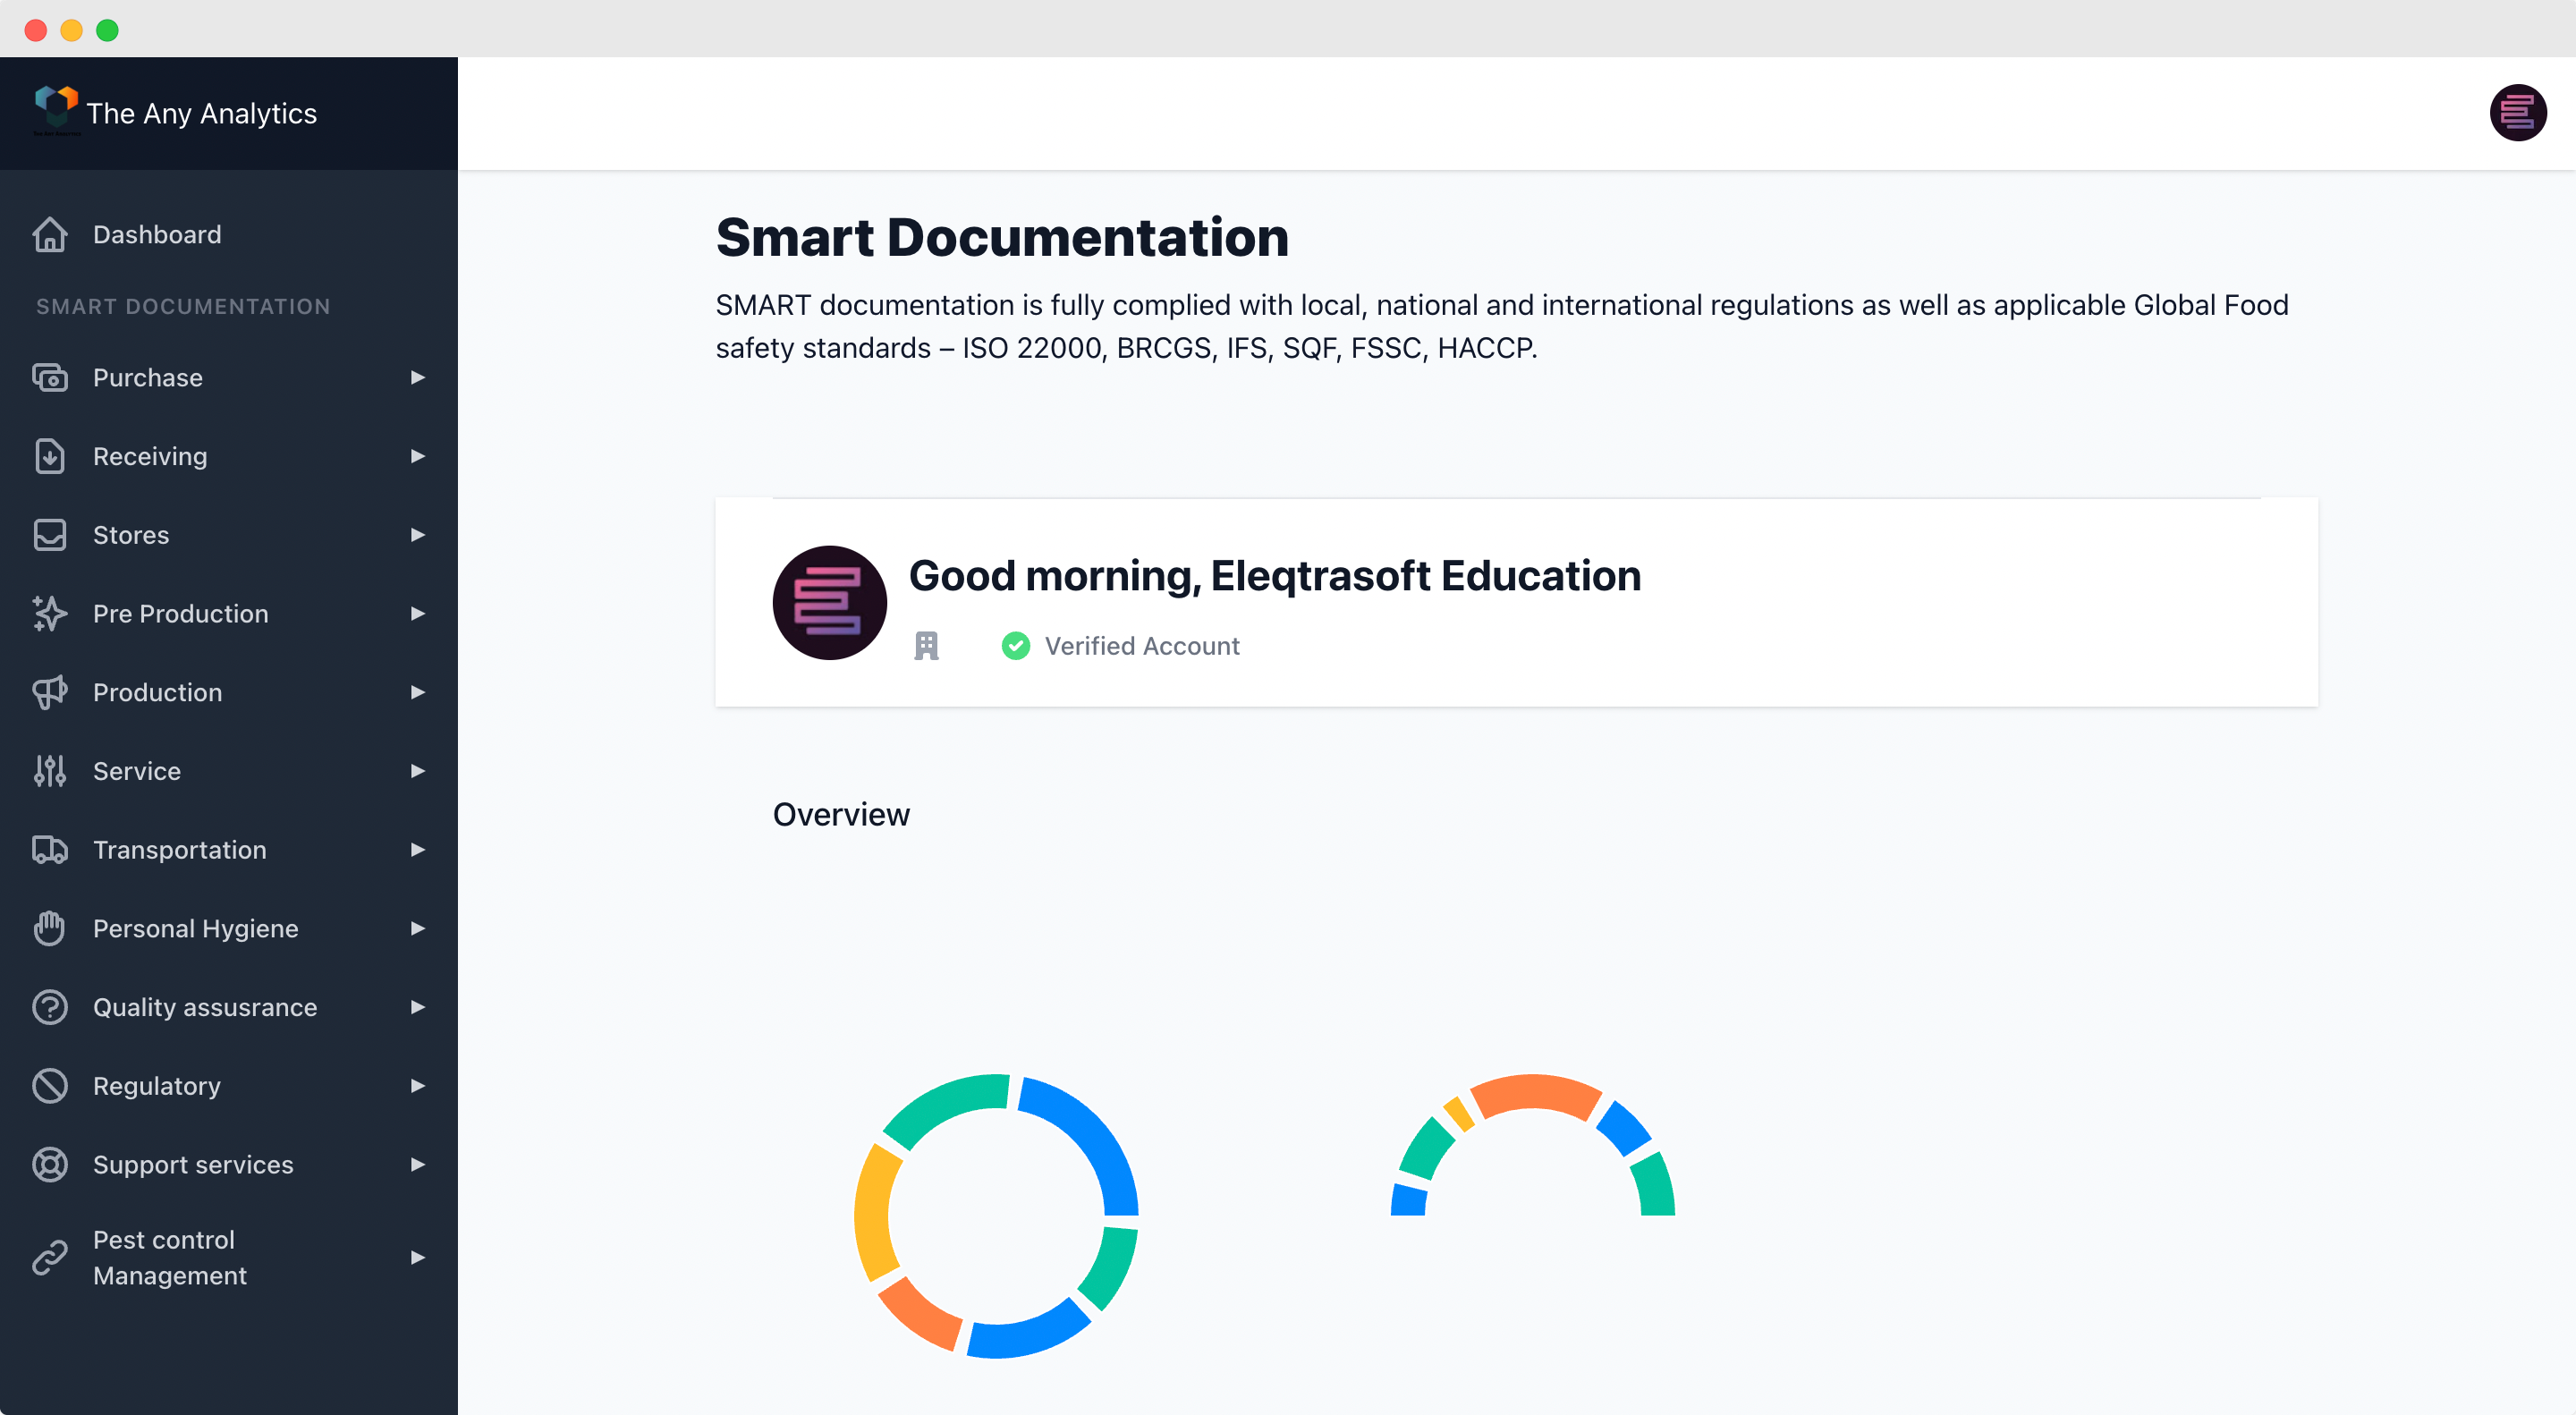 The Any Analytics
Dashboard
SMART DOCUMENTATION
Purchase
Receiving
Stores
Pre Production
Production
Service
Transportation
Personal Hygiene
Quality assusrance
Regulatory
Support services
Pest control
Management
Smart Documentation
SMART documentation is fully complied with local, national and international regulations as well as applicable Global Food
safety standards – ISO 22000, BRCGS, IFS, SQF, FSSC, HACCP.
Good morning, Eleqtrasoft Education
Verified Account
Overview